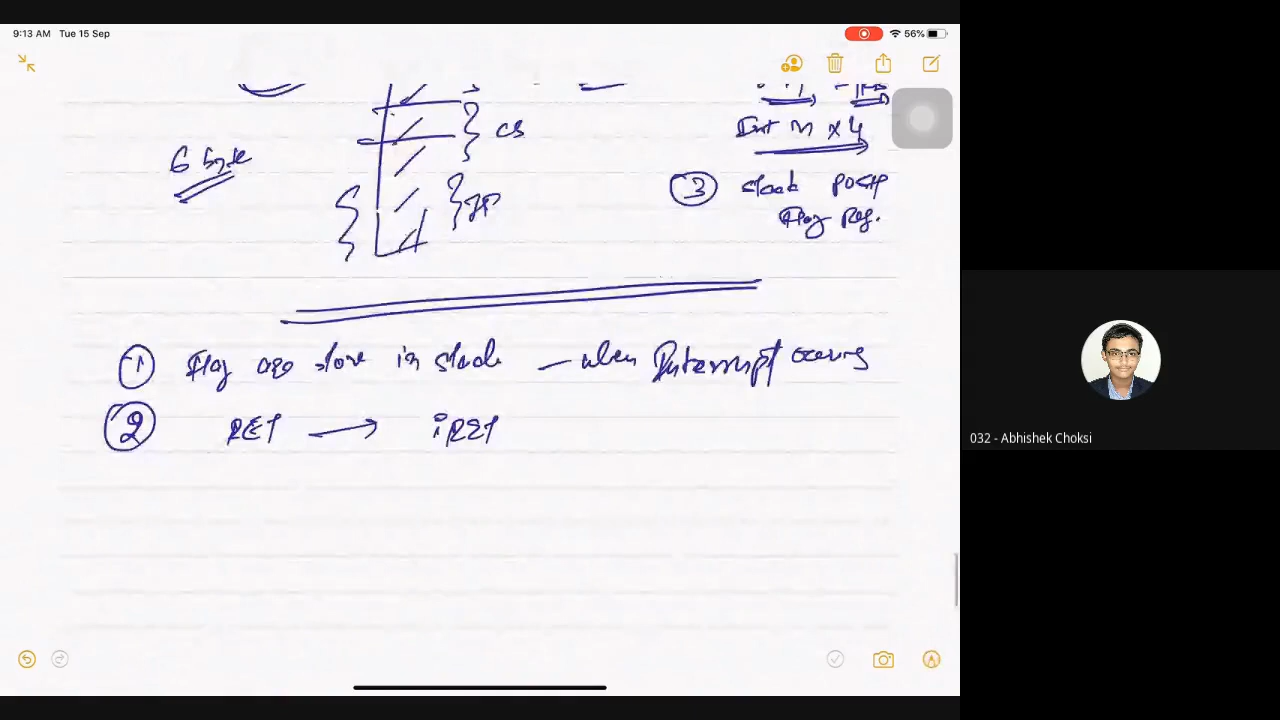 9:13 AM Tue 15 Sep
56%
CS
Int n x 4
6 byte
③ stack PUSH
Flag Reg.
IP
① Flag are store in stack — when Interrupt occurs
② RET → iRET
032 - Abhishek Choksi